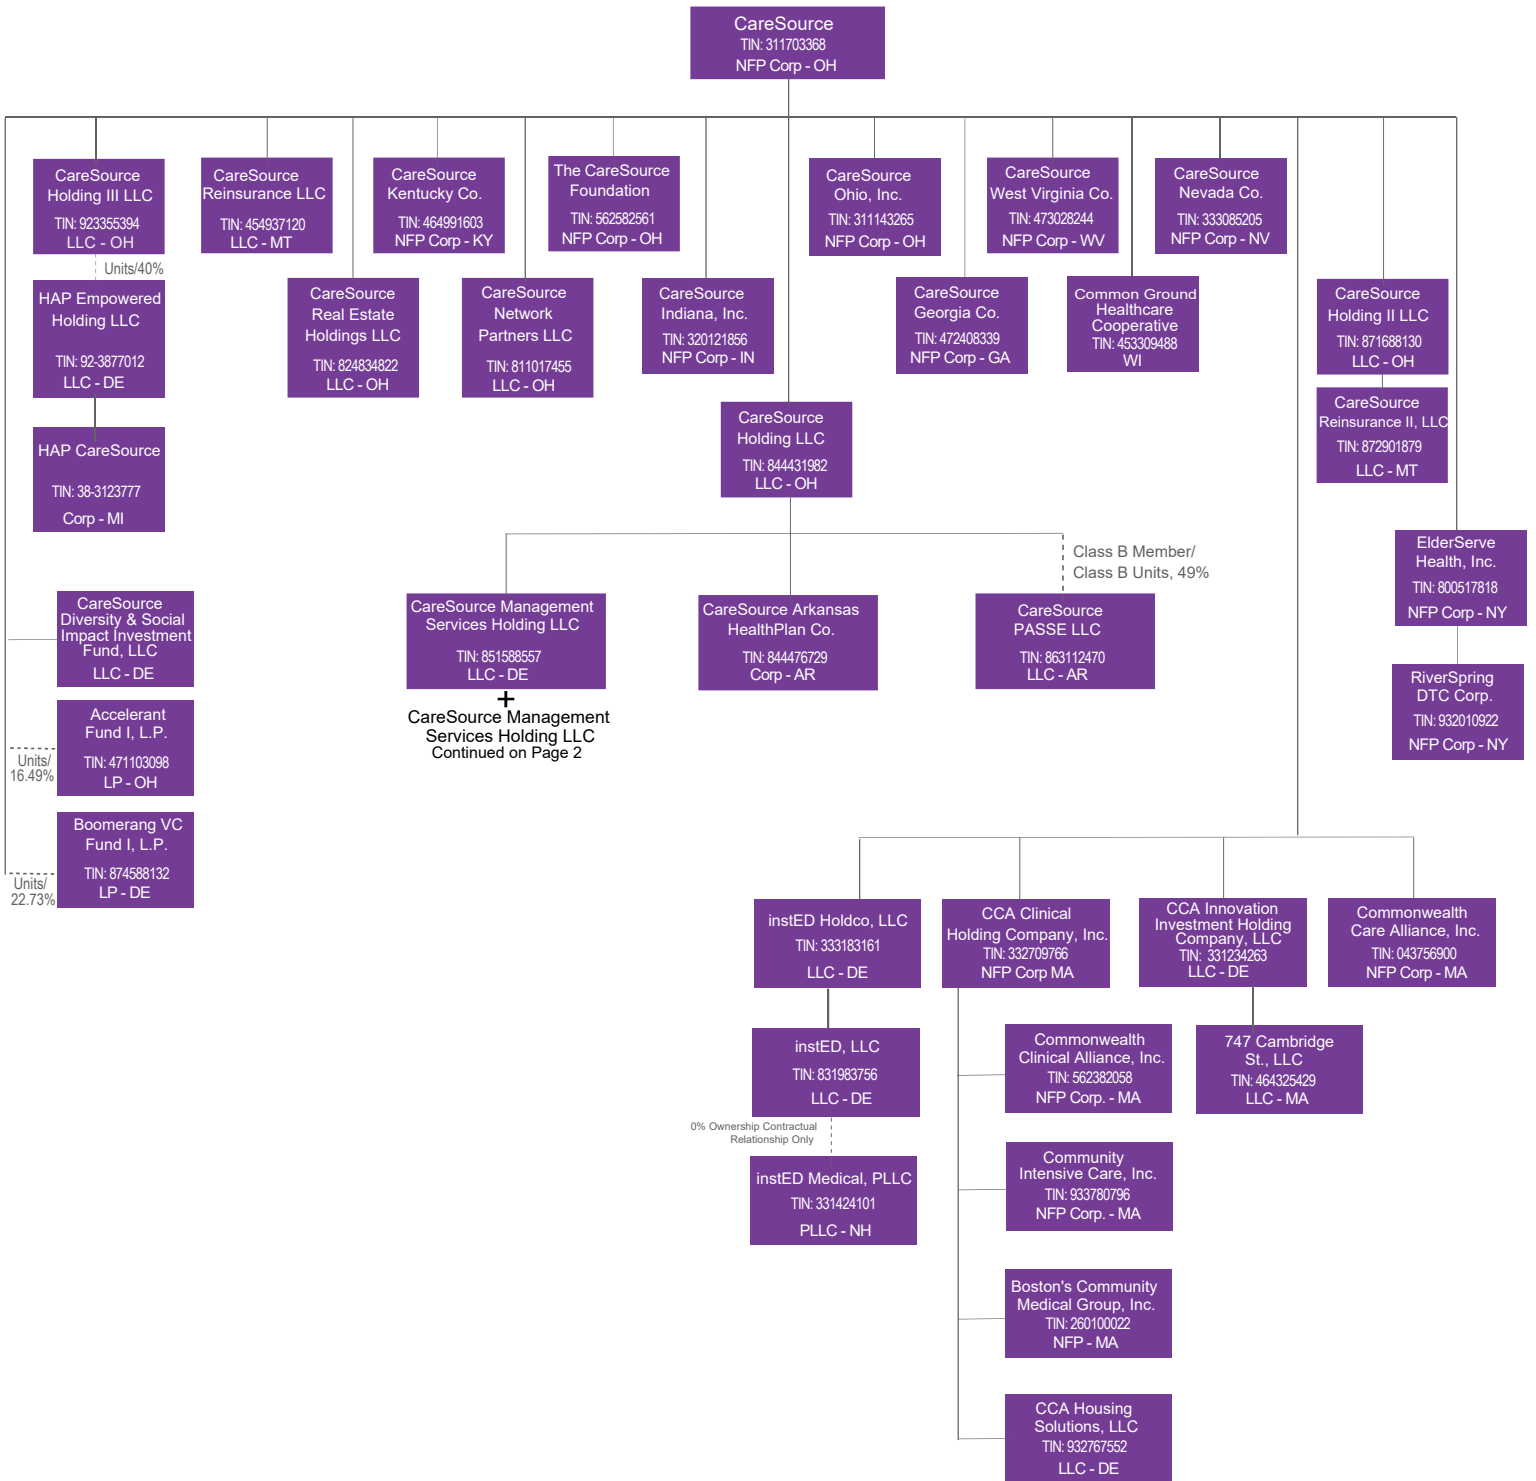 CareSource
TIN: 311703368
NFP Corp - OH
CareSource
Holding III LLC
TIN: 923355394
LLC - OH
CareSource
Reinsurance LLC
TIN: 454937120
LLC - MT
CareSource
Kentucky Co.
TIN: 464991603
NFP Corp - KY
The CareSource
Foundation
TIN: 562582561
NFP Corp - OH
CareSource
Ohio, Inc.
TIN: 311143265
NFP Corp - OH
CareSource
West Virginia Co.
TIN: 473028244
NFP Corp - WV
CareSource
Nevada Co.
TIN: 333085205
NFP Corp - NV
Units/40%
HAP Empowered
Holding LLC
TIN: 92-3877012
LLC - DE
CareSource
Real Estate
Holdings LLC
TIN: 824834822
LLC - OH
CareSource
Network
Partners LLC
TIN: 811017455
LLC - OH
CareSource
Indiana, Inc.
TIN: 320121856
NFP Corp - IN
CareSource
Georgia Co.
TIN: 472408339
NFP Corp - GA
Common Ground
Healthcare
Cooperative
TIN: 453309488
WI
CareSource
Holding II LLC
TIN: 871688130
LLC - OH
CareSource
Reinsurance II, LLC
TIN: 872901879
LLC - MT
HAP CareSource
TIN: 38-3123777
Corp - MI
CareSource
Holding LLC
TIN: 844431982
LLC - OH
Class B Member/
Class B Units, 49%
ElderServe
Health, Inc.
TIN: 800517818
NFP Corp - NY
CareSource
Diversity & Social
Impact Investment
Fund, LLC
LLC - DE
CareSource Management
Services Holding LLC
TIN: 851588557
LLC - DE
+
CareSource Management
Services Holding LLC
Continued on Page 2
CareSource Arkansas
HealthPlan Co.
TIN: 844476729
Corp - AR
CareSource
PASSE LLC
TIN: 863112470
LLC - AR
RiverSpring
DTC Corp.
TIN: 932010922
NFP Corp - NY
Accelerant
Fund I, L.P.
TIN: 471103098
LP - OH
Units/
16.49%
Boomerang VC
Fund I, L.P.
TIN: 874588132
LP - DE
Units/
22.73%
instED Holdco, LLC
TIN: 333183161
LLC - DE
CCA Clinical
Holding Company, Inc.
TIN: 332709766
NFP Corp MA
CCA Innovation
Investment Holding
Company, LLC
TIN: 331234263
LLC - DE
Commonwealth
Care Alliance, Inc.
TIN: 043756900
NFP Corp - MA
instED, LLC
TIN: 831983756
LLC - DE
Commonwealth
Clinical Alliance, Inc.
TIN: 562382058
NFP Corp. - MA
747 Cambridge
St., LLC
TIN: 464325429
LLC - MA
0% Ownership Contractual
Relationship Only
instED Medical, PLLC
TIN: 331424101
PLLC - NH
Community
Intensive Care, Inc.
TIN: 933780796
NFP Corp. - MA
Boston's Community
Medical Group, Inc.
TIN: 260100022
NFP - MA
CCA Housing
Solutions, LLC
TIN: 932767552
LLC - DE